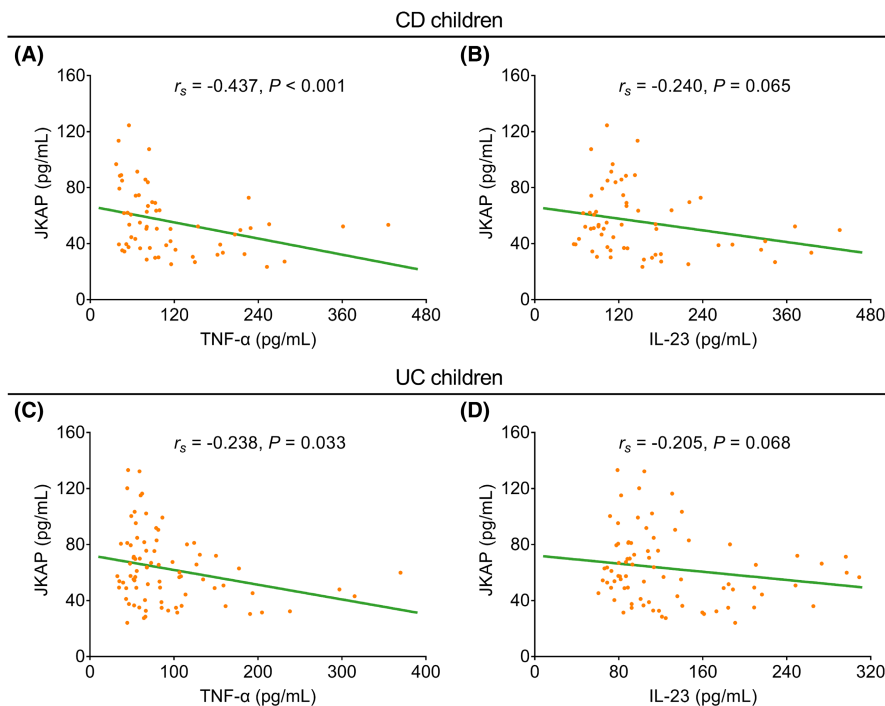 CD children
(A)
(B)
r_s = -0.437, P < 0.001
r_s = -0.240, P = 0.065
JKAP (pg/mL)
160
120
80
40
0
0 120 240 360 480
TNF-α (pg/mL)
JKAP (pg/mL)
160
120
80
40
0
0 120 240 360 480
IL-23 (pg/mL)
UC children
(C)
(D)
r_s = -0.238, P = 0.033
r_s = -0.205, P = 0.068
JKAP (pg/mL)
160
120
80
40
0
0 100 200 300 400
TNF-α (pg/mL)
JKAP (pg/mL)
160
120
80
40
0
0 80 160 240 320
IL-23 (pg/mL)